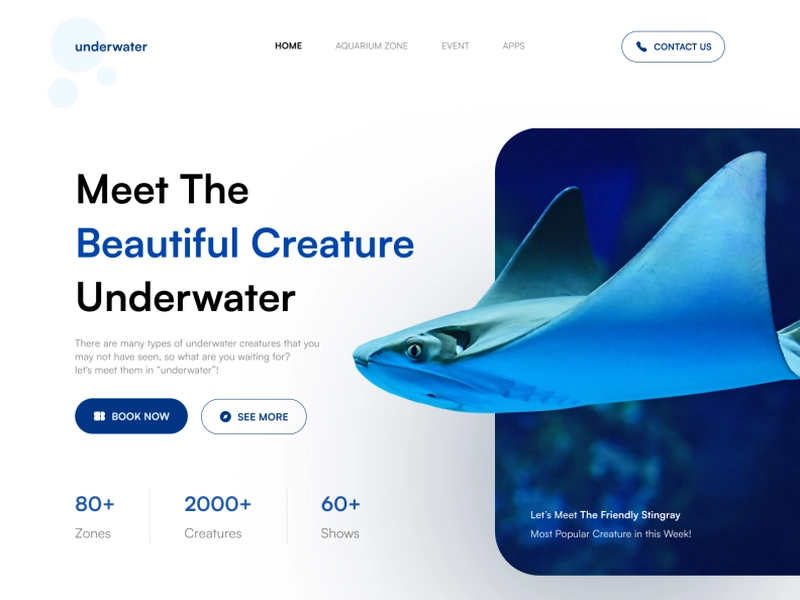 underwater
HOME
AQUARIUM ZONE
EVENT
APPS
CONTACT US
Meet The
Beautiful Creature
Underwater
There are many types of underwater creatures that you
may not have seen, so what are you waiting for?
let's meet them in “underwater”!
BOOK NOW
SEE MORE
80+
Zones
2000+
Creatures
60+
Shows
Let's Meet The Friendly Stingray
Most Popular Creature in this Week!